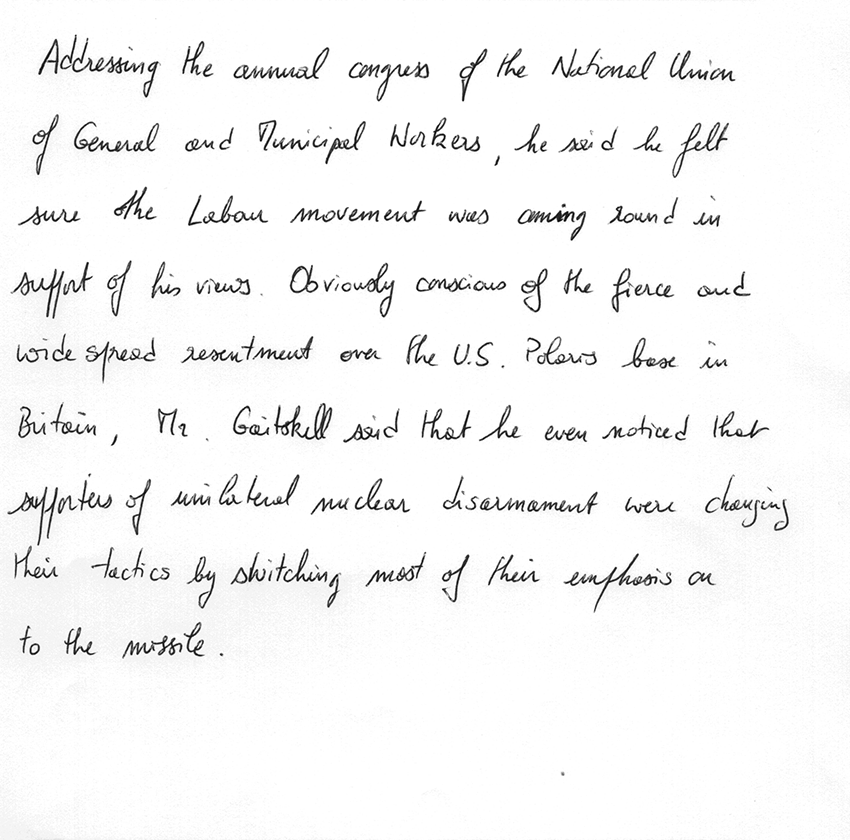 Addressing the annual congress of the National Union
of General and Municipal Workers, he said he felt
sure the Labour movement was coming round in
support of his views. Obviously conscious of the fierce and
wide spread resentment over the U.S. Polaris base in
Britain, Mr. Gaitskell said that he even noticed that
supporters of unilateral nuclear disarmament were changing
their tactics by switching most of their emphasis on
to the missile.